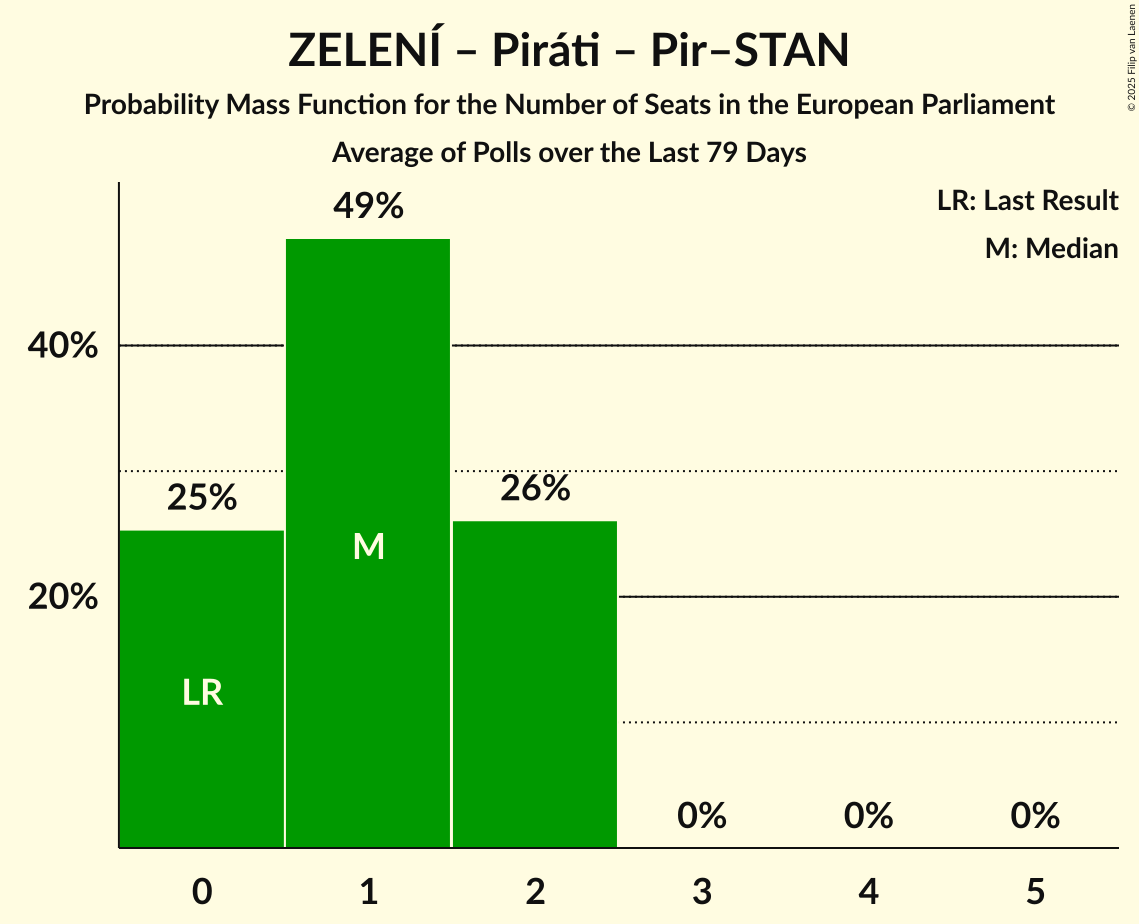 ZELENÍ – Piráti – Pir–STAN
Probability Mass Function for the Number of Seats in the European Parliament
Average of Polls over the Last 79 Days
© 2025 Filip van Laenen
LR: Last Result
M: Median
49%
40%
25%
26%
M
20%
LR
0%
0%
0%
0
1
2
3
4
5